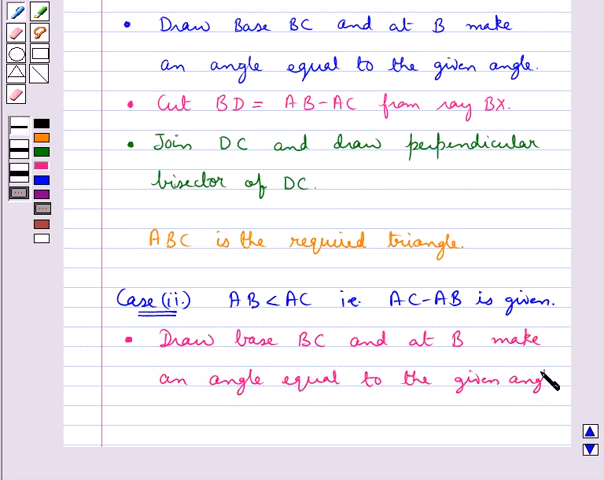 • Draw Base BC and at B make
an angle equal to the given angle.
• Cut BD = AB-AC from ray BX.
• Join DC and draw perpendicular
bisector of DC.
ABC is the required triangle.
Case (ii.) AB < AC i.e. AC-AB is given.
• Draw base BC and at B make
an angle equal to the given ang